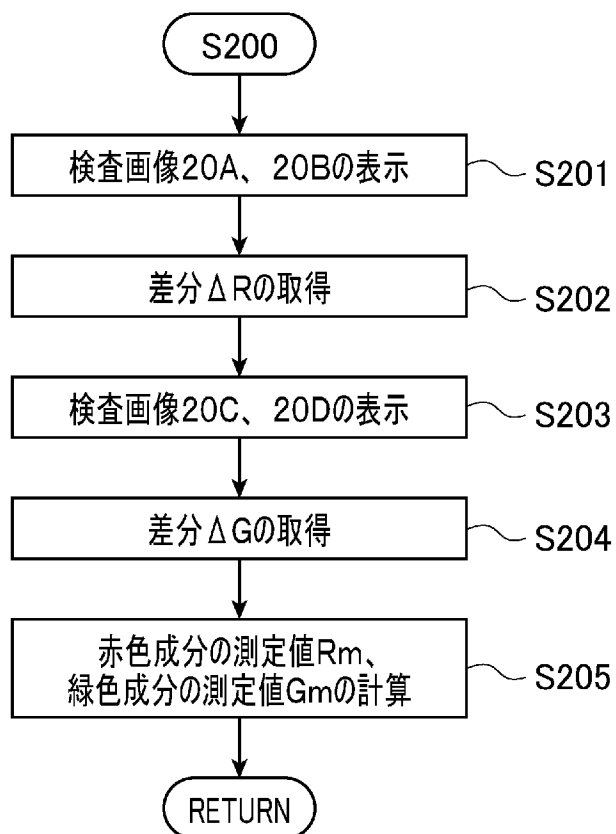 S200
検査画像20A、20Bの表示
S201
差分ΔRの取得
S202
検査画像20C、20Dの表示
S203
差分ΔGの取得
S204
赤色成分の測定値Rm、
緑色成分の測定値Gmの計算
S205
RETURN